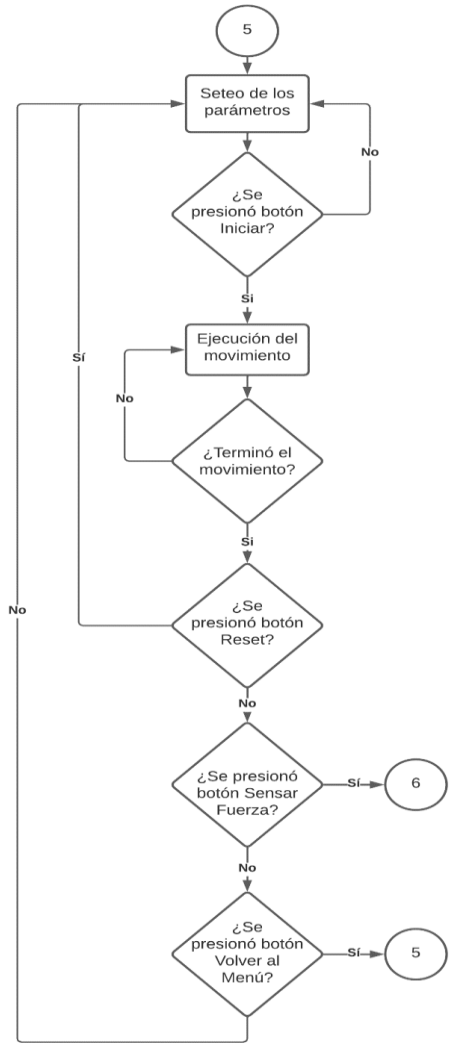 5
Seteo de los
parámetros
No
¿Se
presionó botón
Iniciar?
Si
Ejecución del
movimiento
Sí
No
¿Terminó el
movimiento?
Si
¿Se
presionó botón
Reset?
No
No
¿Se presionó
botón Sensar
Fuerza?
Sí
6
No
¿Se
presionó botón
Volver al
Menú?
Sí
5